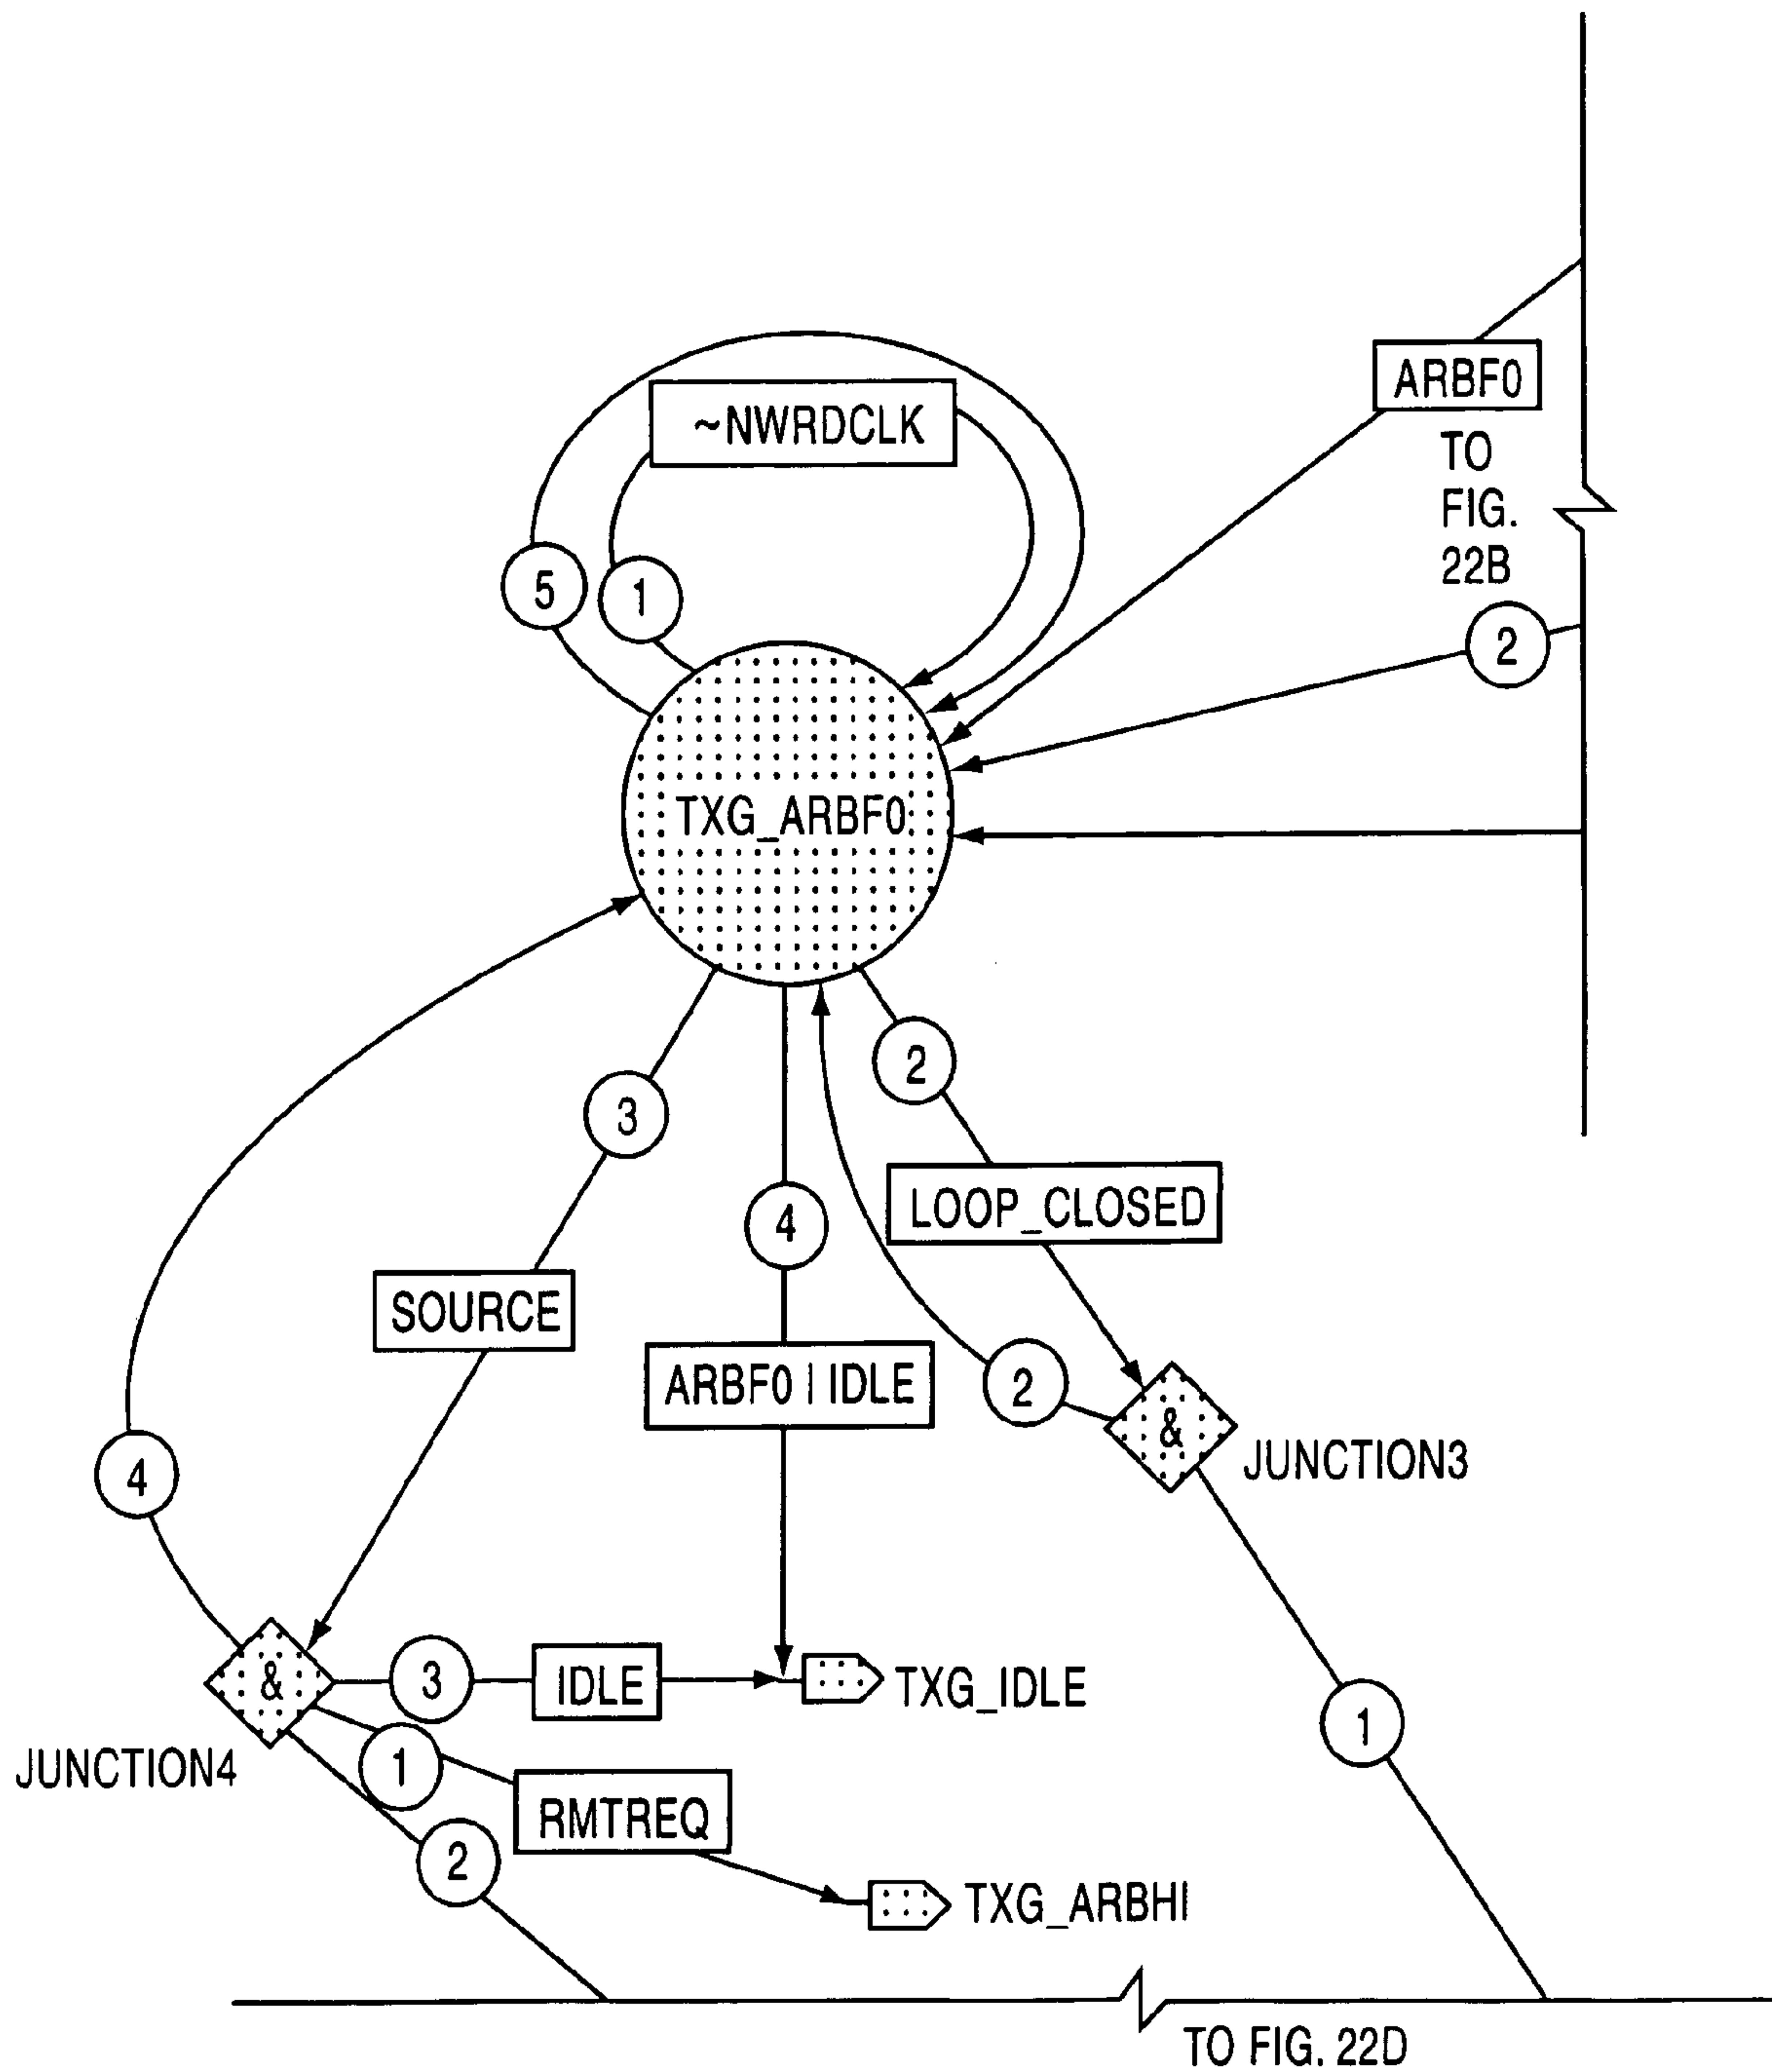 ARBF0
TO
FIG.
22B
~NWRDCLK
5
1
2
TXG_ARBF0
2
3
4
LOOP_CLOSED
SOURCE
ARBF0 | IDLE
2
&
JUNCTION3
4
&
3
IDLE
TXG_IDLE
JUNCTION4
1
1
RMTREQ
2
TXG_ARBHI
TO FIG. 22D